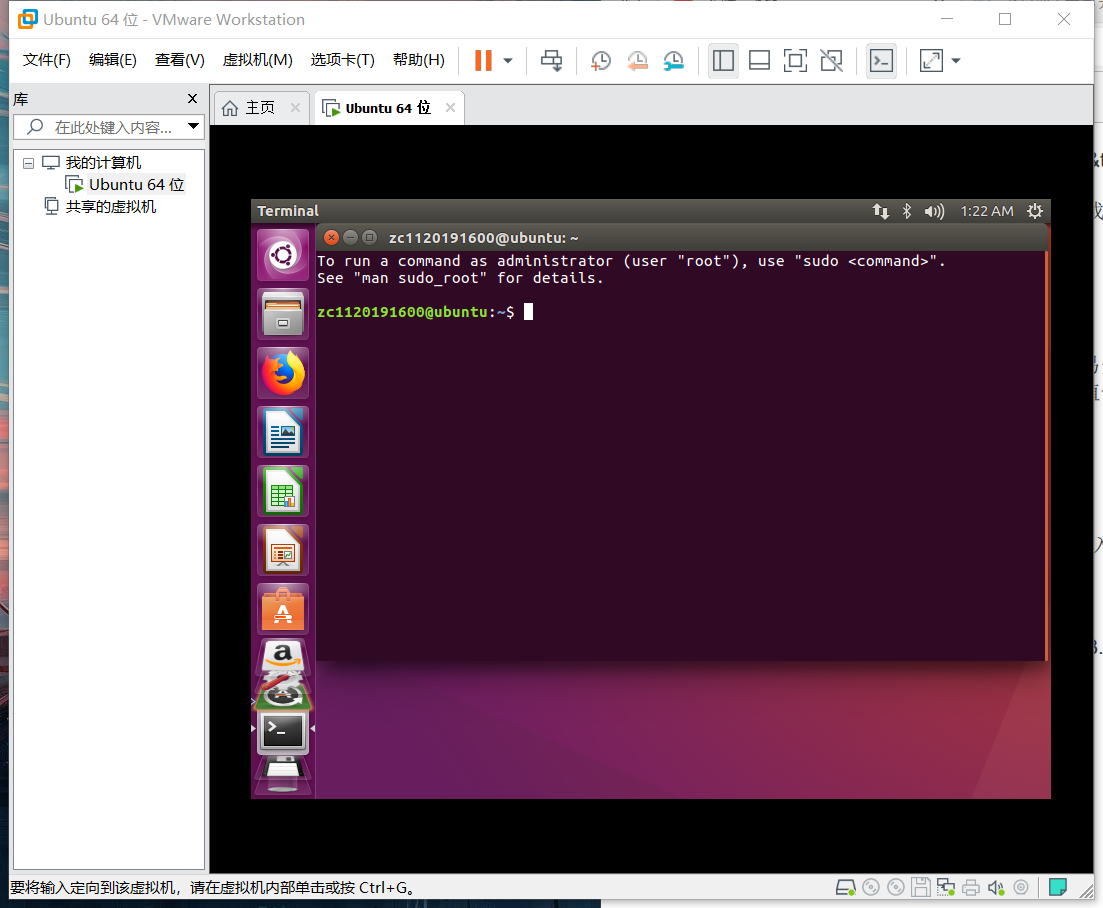 Ubuntu 64 位 - VMware Workstation
文件(F) 编辑(E) 查看(V) 虚拟机(M) 选项卡(T) 帮助(H)
库
在此处键入内容...
我的计算机
Ubuntu 64 位
共享的虚拟机
主页 Ubuntu 64 位
Terminal 1:22 AM
zc1120191600@ubuntu: ~
To run a command as administrator (user "root"), use "sudo <command>".
See "man sudo_root" for details.
zc1120191600@ubuntu:~$
要将输入定向到该虚拟机，请在虚拟机内部单击或按 Ctrl+G。